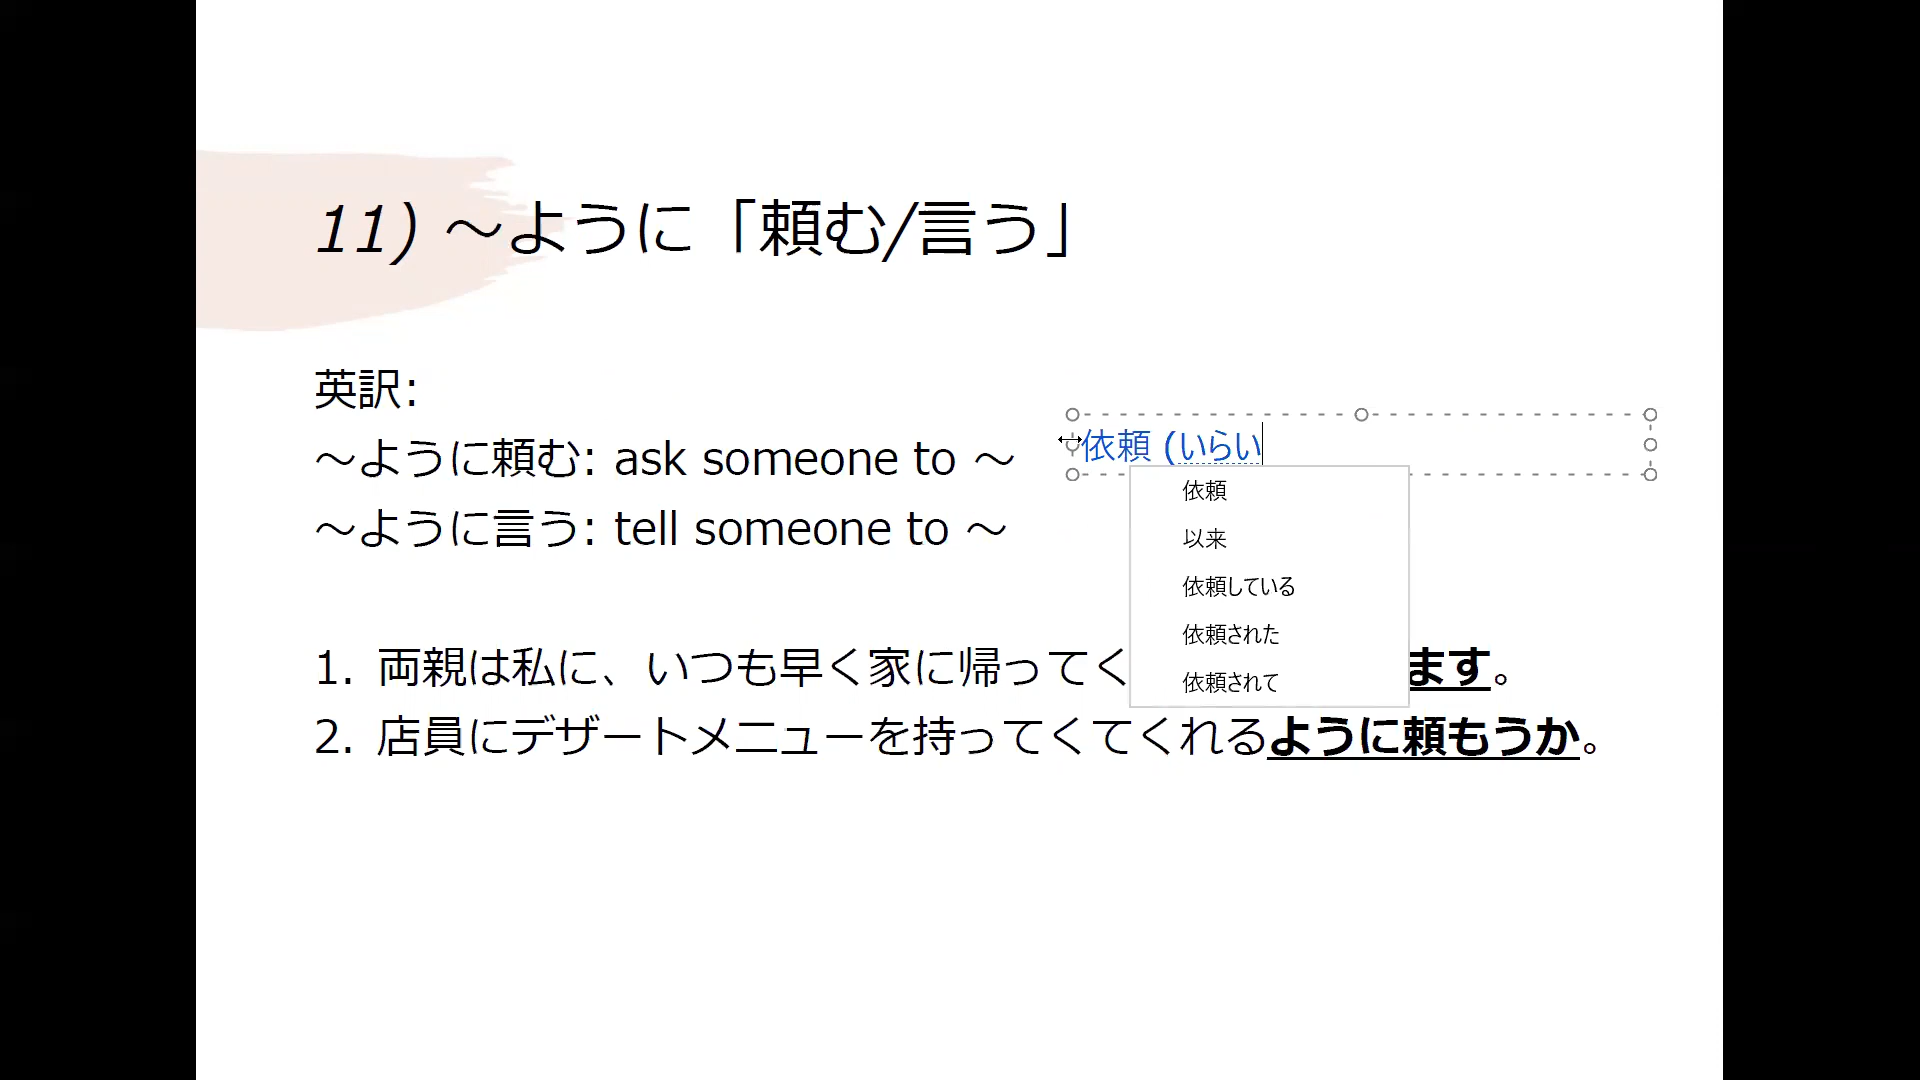 11) ～ように「頼む/言う」
英訳:
～ように頼む: ask someone to ～
～ように言う: tell someone to ～
依頼 (いらい
依頼
以来
依頼している
依頼された
依頼されて
1. 両親は私に、いつも早く家に帰ってく ます。
2. 店員にデザートメニューを持ってくてくれるように頼もうか。